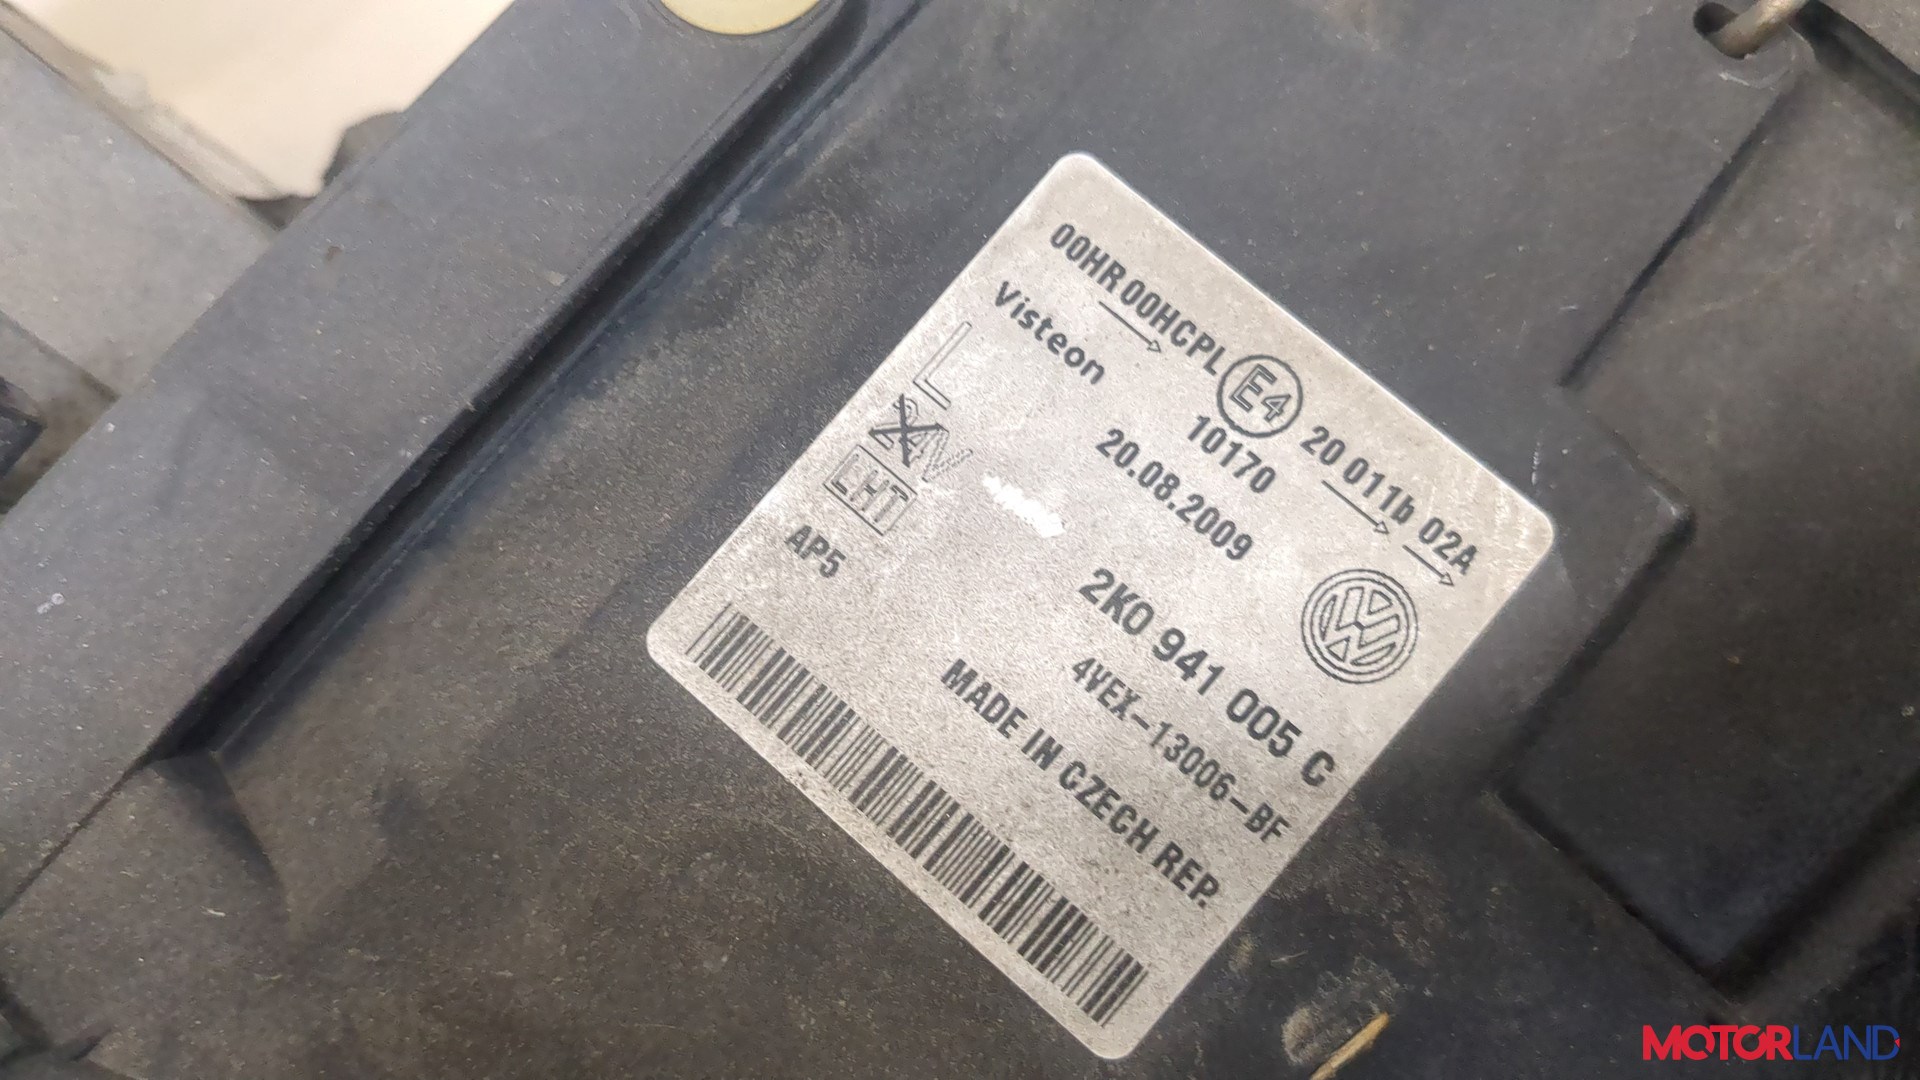 00HR 00HCPL E4 20 011b 02A
Visteon
10170
L
20.08.2009
24V
LHT
AP5
2K0 941 005 C
4VEX-13006-BF
MADE IN CZECH REP.
MOTORLAND